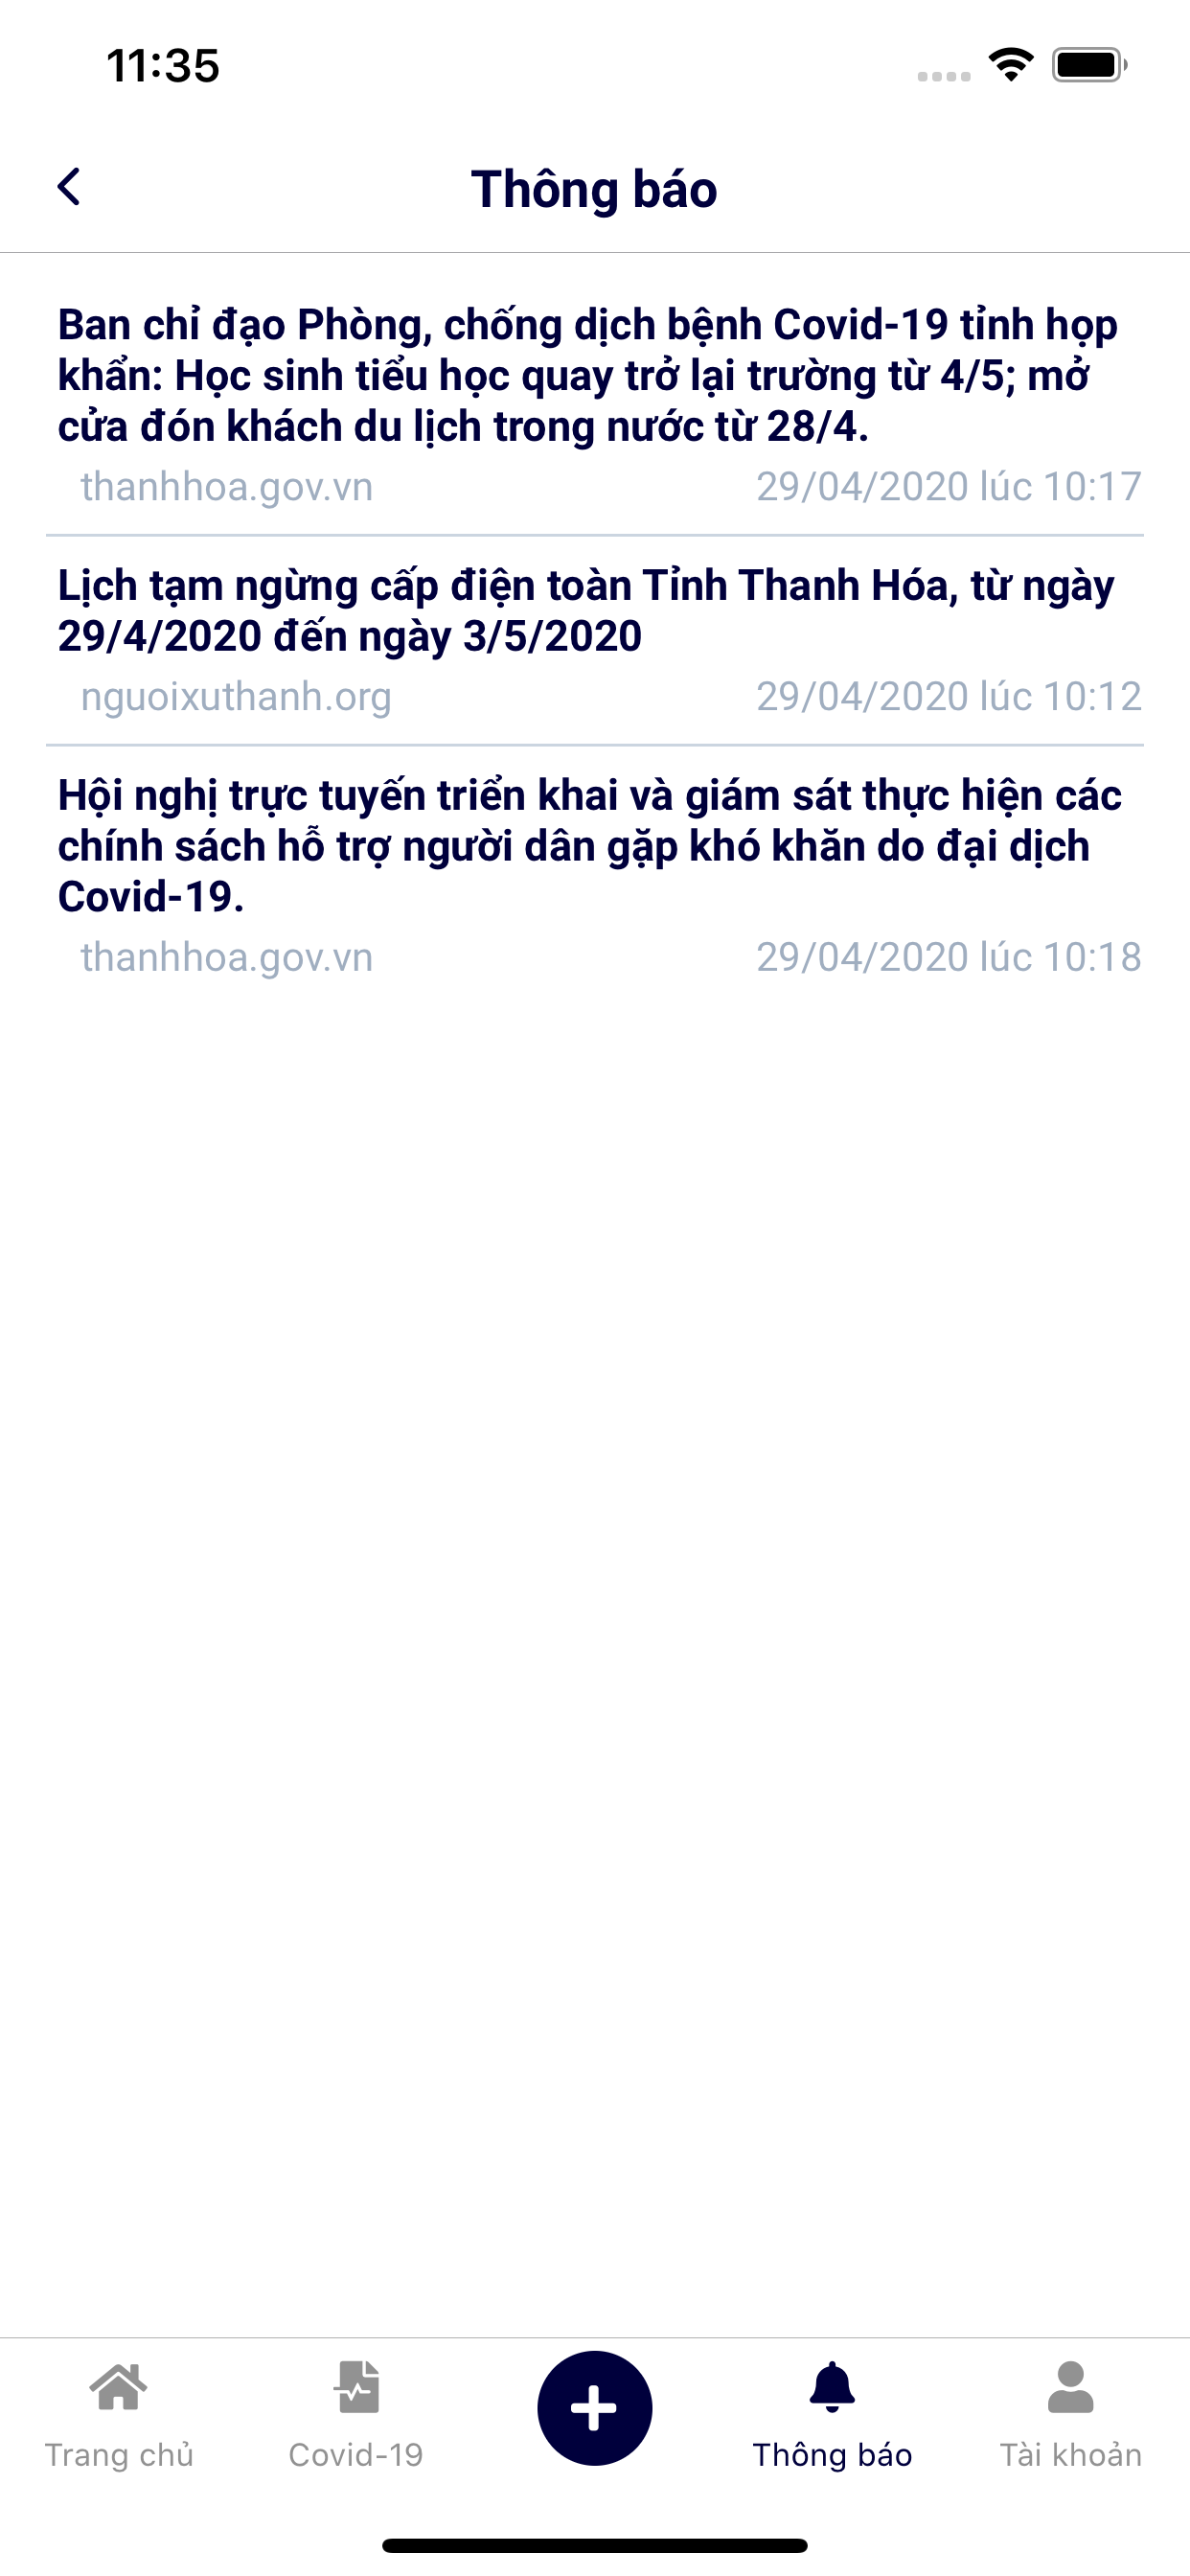 11:35
Thông báo
Ban chỉ đạo Phòng, chống dịch bệnh Covid-19 tỉnh họp
khẩn: Học sinh tiểu học quay trở lại trường từ 4/5; mở
cửa đón khách du lịch trong nước từ 28/4.
thanhhoa.gov.vn 29/04/2020 lúc 10:17
Lịch tạm ngừng cấp điện toàn Tỉnh Thanh Hóa, từ ngày
29/4/2020 đến ngày 3/5/2020
nguoixuthanh.org 29/04/2020 lúc 10:12
Hội nghị trực tuyến triển khai và giám sát thực hiện các
chính sách hỗ trợ người dân gặp khó khăn do đại dịch
Covid-19.
thanhhoa.gov.vn 29/04/2020 lúc 10:18
Trang chủ Covid-19 Thông báo Tài khoản